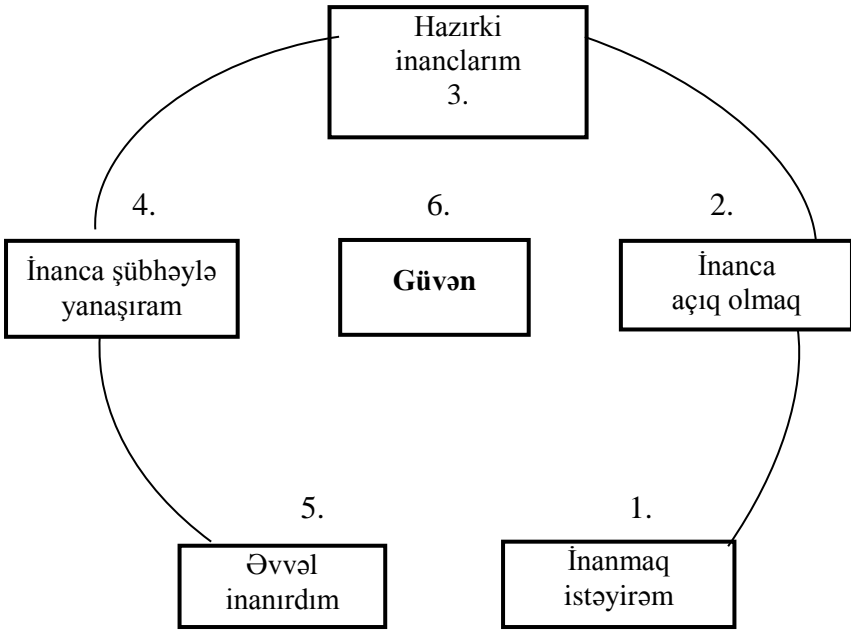 Hazırki
inanclarım
3.
4.
6.
2.
İnanca şübhəylə
yanaşıram
Güvən
İnanca
açıq olmaq
5.
1.
Əvvəl
inanırdım
İnanmaq
istəyirəm